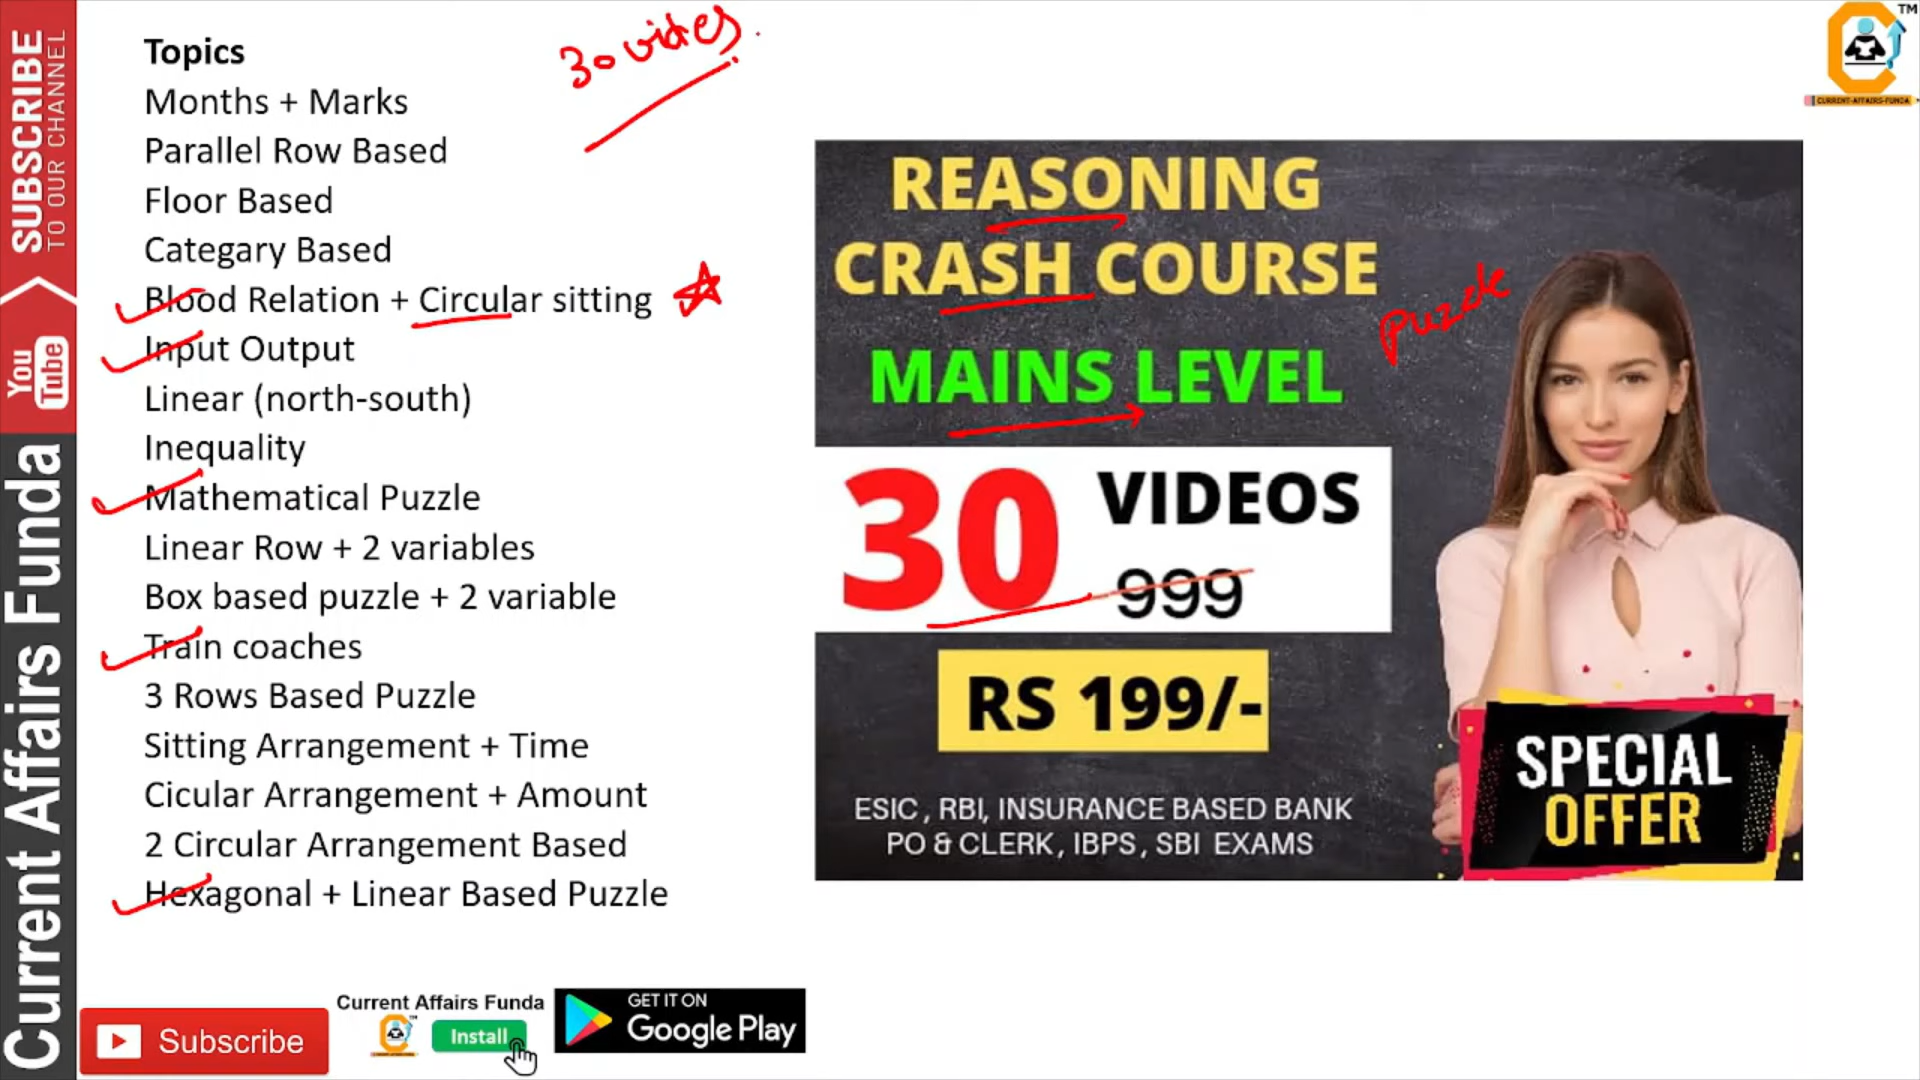 SUBSCRIBE
TO OUR CHANNEL
You
Tube
Current Affairs Funda
Topics
Months + Marks
Parallel Row Based
Floor Based
Categary Based
Blood Relation + Circular sitting
Input Output
Linear (north-south)
Inequality
Mathematical Puzzle
Linear Row + 2 variables
Box based puzzle + 2 variable
Train coaches
3 Rows Based Puzzle
Sitting Arrangement + Time
Cicular Arrangement + Amount
2 Circular Arrangement Based
Hexagonal + Linear Based Puzzle
30 vides
TM
CURRENT-AFFAIRS-FUNDA
REASONING
CRASH COURSE
Puzzle
MAINS LEVEL
30 VIDEOS
999
RS 199/-
ESIC , RBI, INSURANCE BASED BANK
PO & CLERK , IBPS , SBI EXAMS
SPECIAL
OFFER
Subscribe
Current Affairs Funda
Install
GET IT ON
Google Play